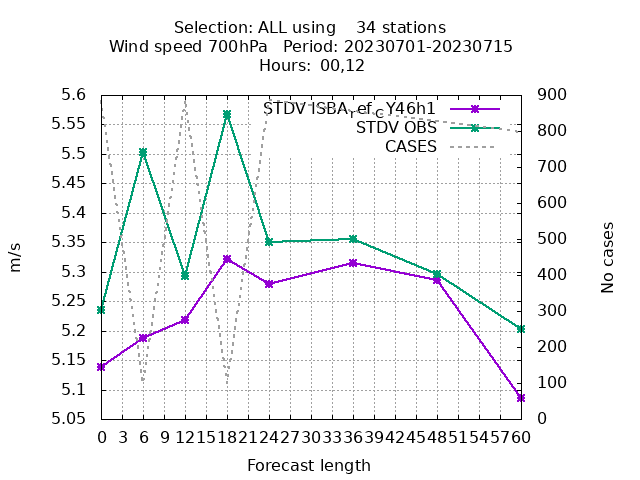 Selection: ALL using    34 stations
Wind speed 700hPa   Period: 20230701-20230715
Hours: 00,12
STDV ISBA_ref_CY46h1
STDV OBS
CASES
5.6
5.55
5.5
5.45
5.4
5.35
5.3
5.25
5.2
5.15
5.1
5.05
m/s
900
800
700
600
500
400
300
200
100
0
No cases
0 3 6 9 12 15 18 21 24 27 30 33 36 39 42 45 48 51 54 57 60
Forecast length